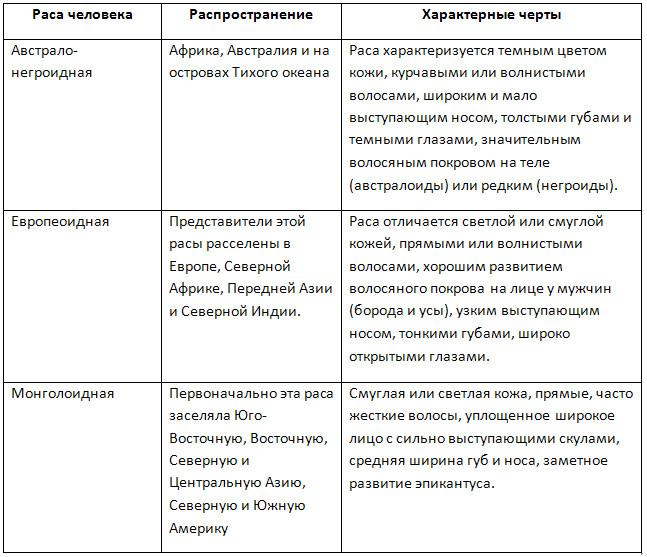 Раса человека
Распространение
Характерные черты
Австрало-
негроидная
Африка, Австралия и на
островах Тихого океана
Раса характеризуется темным цветом
кожи, курчавыми или волнистыми
волосами, широким и мало
выступающим носом, толстыми губами и
темными глазами, значительным
волосяным покровом на теле
(австралоиды) или редким (негроиды).
Европеоидная
Представители этой
расы расселены в
Европе, Северной
Африке, Передней Азии
и Северной Индии.
Раса отличается светлой или смуглой
кожей, прямыми или волнистыми
волосами, хорошим развитием
волосяного покрова на лице у мужчин
(борода и усы), узким выступающим
носом, тонкими губами, широко
открытыми глазами.
Монголоидная
Первоначально эта раса
заселяла Юго-
Восточную, Восточную,
Северную и
Центральную Азию,
Северную и Южную
Америку
Смуглая или светлая кожа, прямые, часто
жесткие волосы, уплощенное широкое
лицо с сильно выступающими скулами,
средняя ширина губ и носа, заметное
развитие эпикантуса.